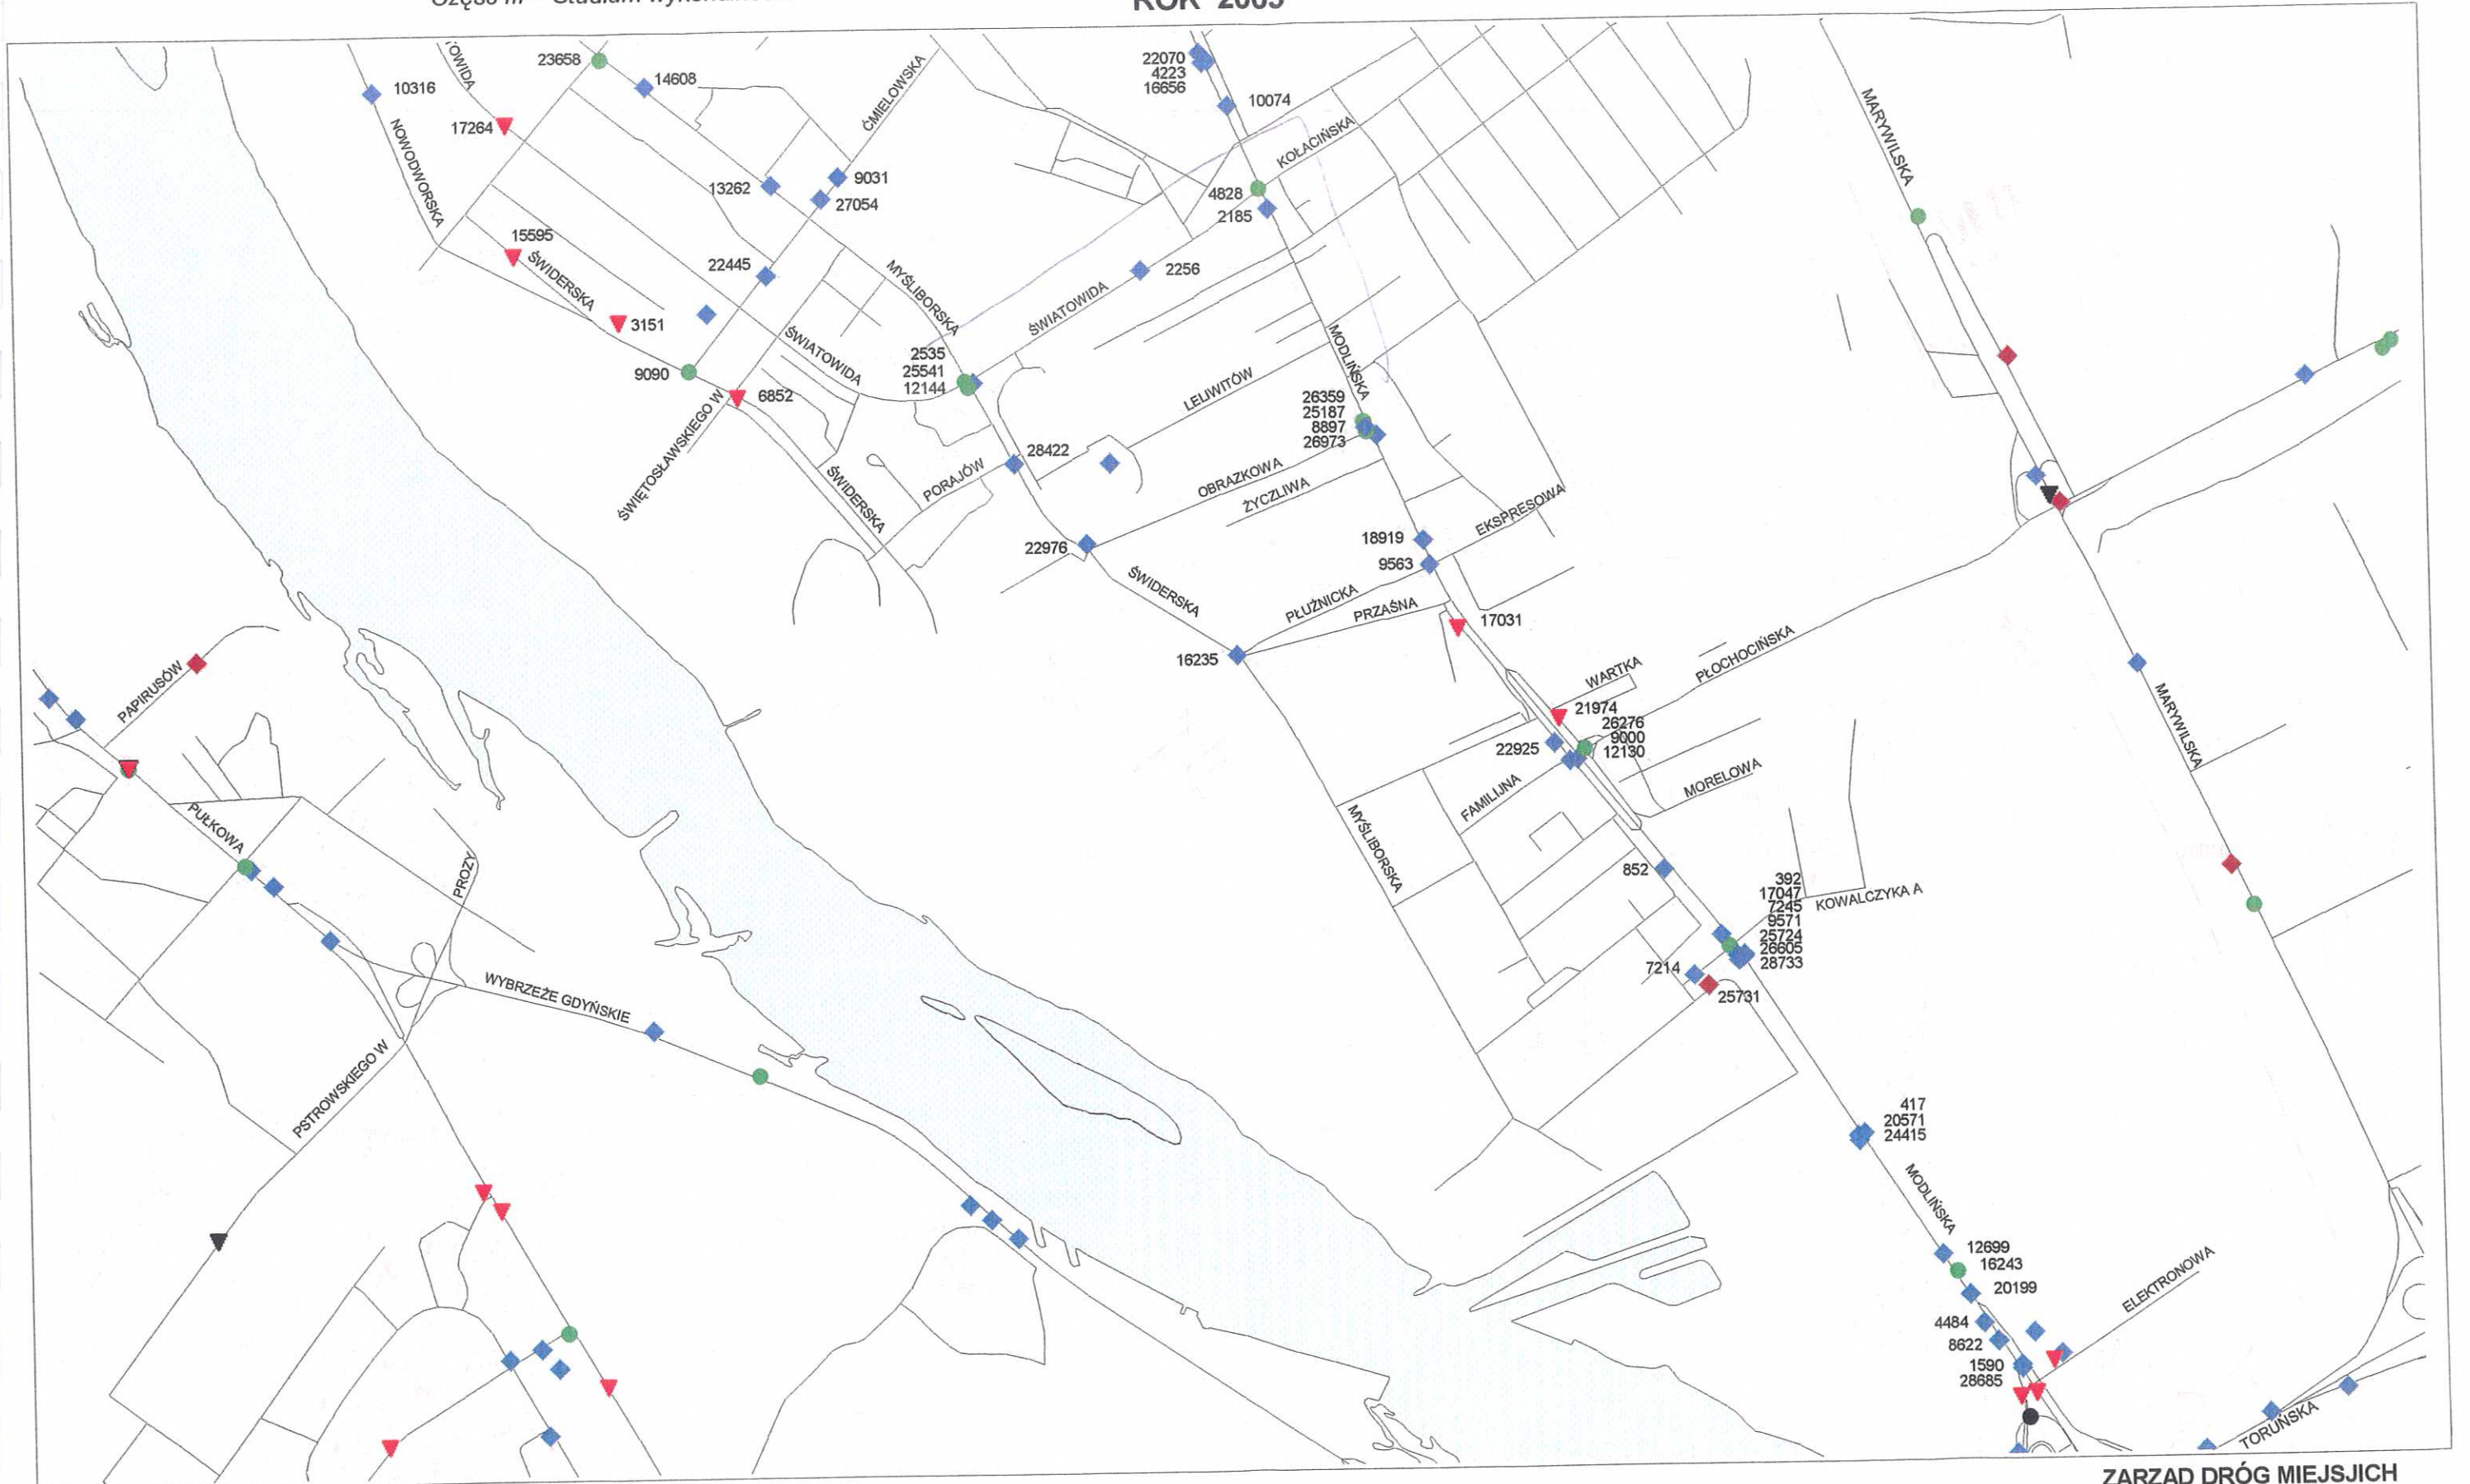 ROK 2003
23658
14608
10316
17264
NOWODWORSKA
ĆMIELOWSKA
22070
4223
16656
10074
KOŁACIŃSKA
MARYWILSKA
13262
9031
27054
4828
2185
15595
ŚWIDERSKA
22445
MYŚLIBORSKA
2256
ŚWIATOWIDA
3151
ŚWIATOWIDA
MODLIŃSKA
2535
25541
12144
9090
6852
LELIWITÓW
26359
25187
8897
26973
ŚWIĘTOSŁAWSKIEGO W
28422
PORAJÓW
ŚWIDERSKA
OBRAZKOWA
ŻYCZLIWA
EKSPRESOWA
22976
18919
9563
ŚWIDERSKA
PŁUŻNICKA
PRZAŚNA
17031
16235
PAPIRUSÓW
WARTKA
PŁOCHOCIŃSKA
21974
26276
9000
12130
22925
MARYWILSKA
FAMILIJNA
MORELOWA
PUŁKOWA
MYŚLIBORSKA
PROZY
852
392
17047
7245
9571
25724
26605
28733
KOWALCZYKA A
7214
25731
WYBRZEŻE GDYŃSKIE
PSTROWSKIEGO W
417
20571
24415
MODLIŃSKA
12699
16243
20199
ELEKTRONOWA
4484
8622
1590
28685
TORUŃSKA
ZARZĄD DRÓG MIEJSJICH